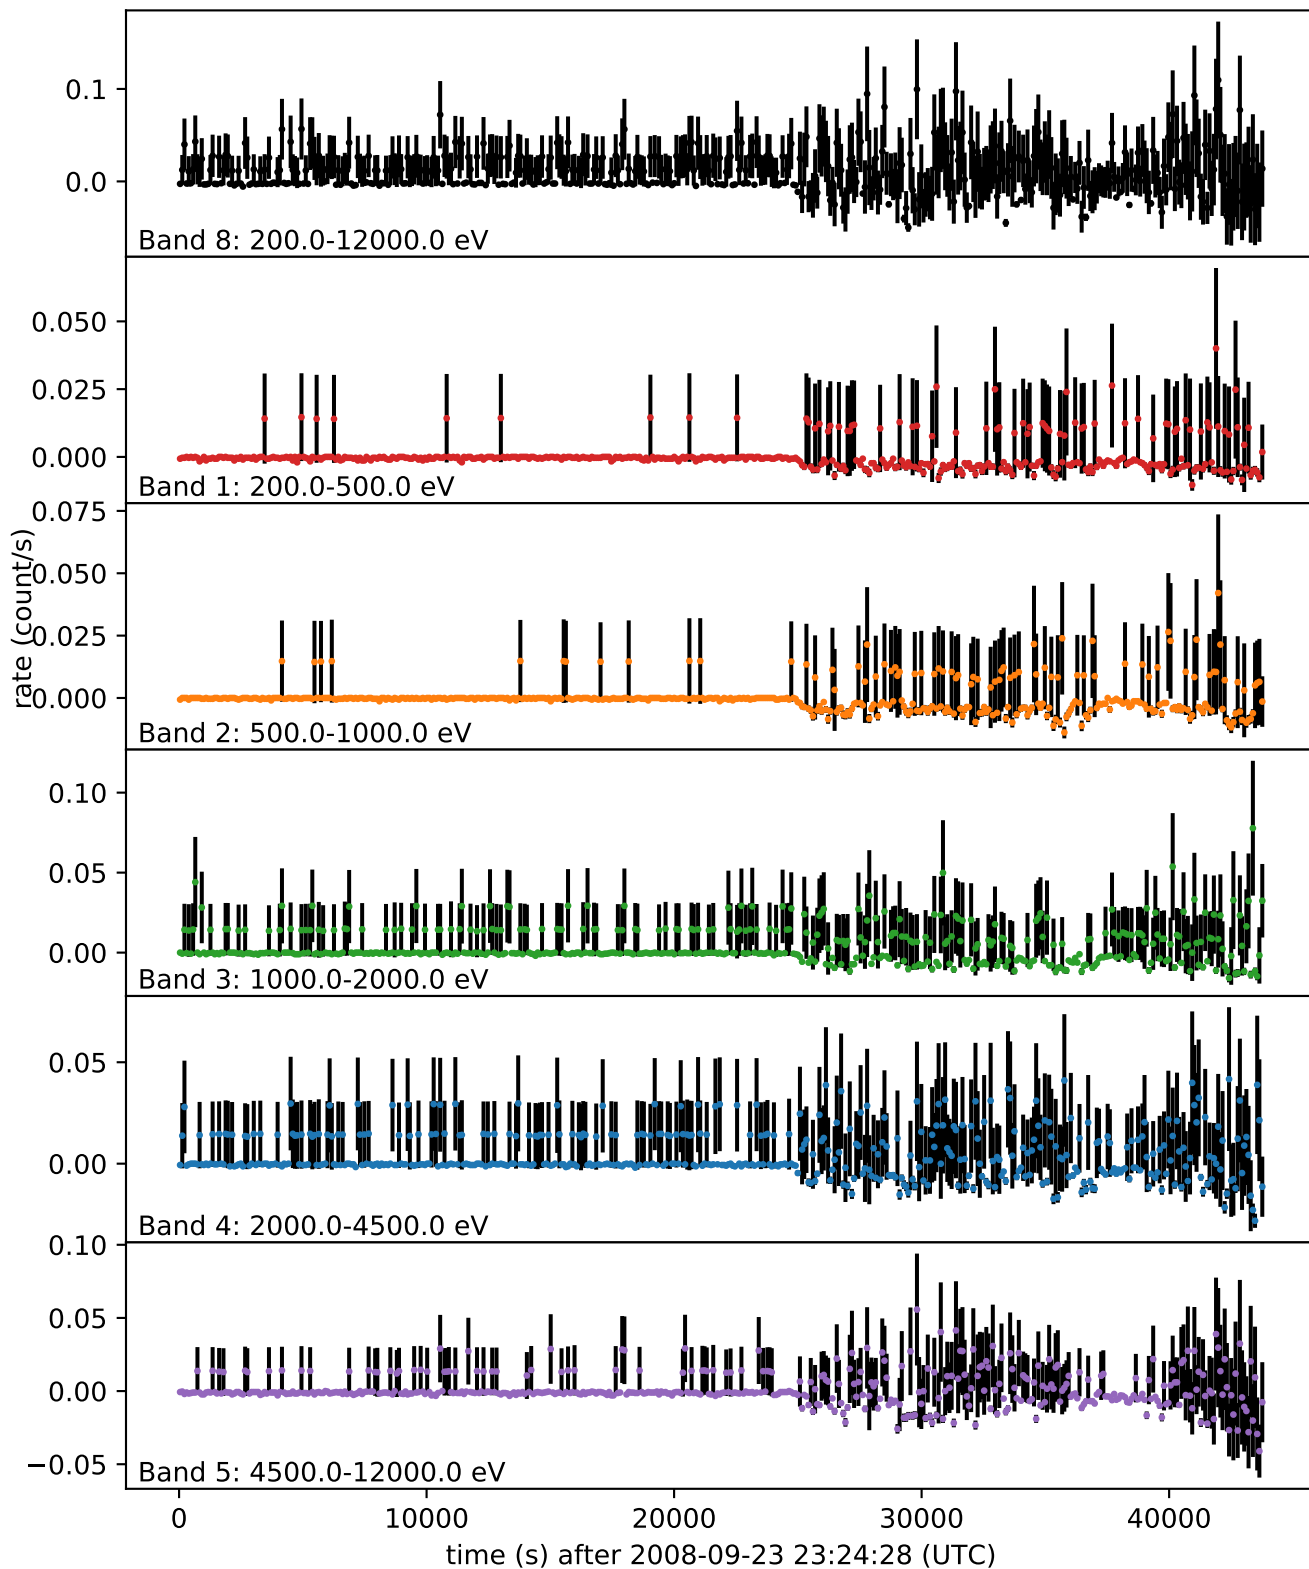 0.1
0.0
Band 8: 200.0-12000.0 eV
0.050
0.025
0.000
Band 1: 200.0-500.0 eV
0.075
0.050
0.025
0.000
rate (count/s)
Band 2: 500.0-1000.0 eV
0.10
0.05
0.00
Band 3: 1000.0-2000.0 eV
0.05
0.00
Band 4: 2000.0-4500.0 eV
0.10
0.05
0.00
−0.05
Band 5: 4500.0-12000.0 eV
0 10000 20000 30000 40000
time (s) after 2008-09-23 23:24:28 (UTC)